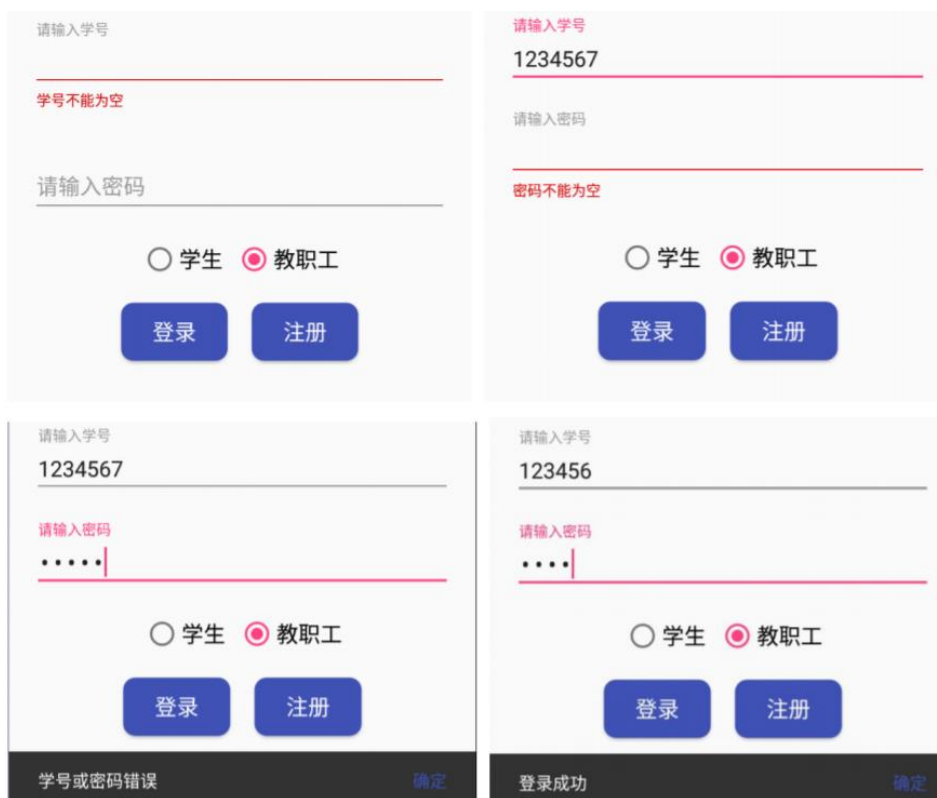 请输入学号
学号不能为空
请输入密码
学生 教职工
登录 注册
请输入学号
1234567
请输入密码
密码不能为空
学生 教职工
登录 注册
请输入学号
1234567
请输入密码
•••••
学生 教职工
登录 注册
学号或密码错误 确定
请输入学号
123456
请输入密码
••••
学生 教职工
登录 注册
登录成功 确定